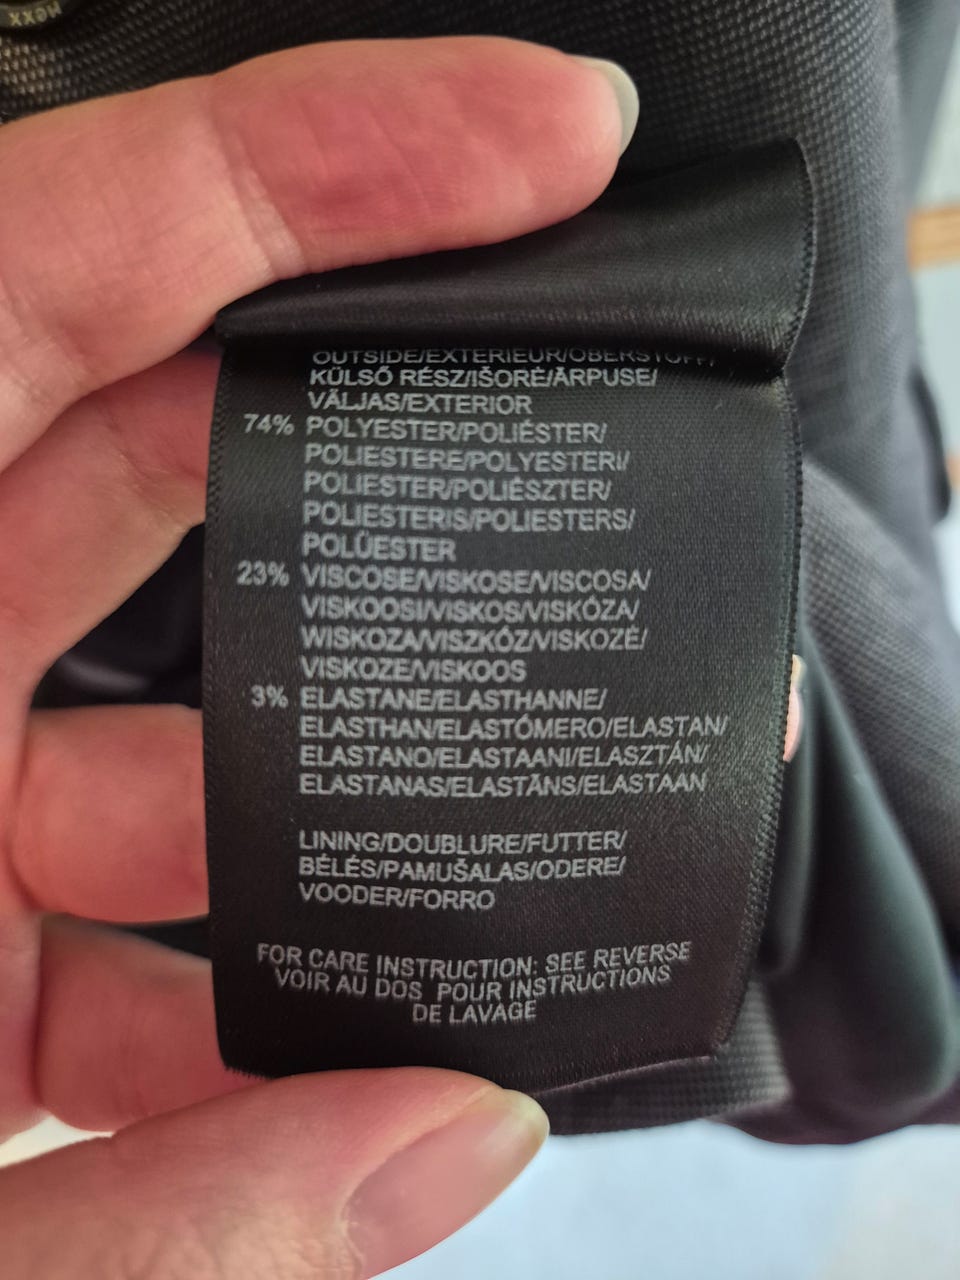 MEXX
OUTSIDE/EXTERIEUR/OBERSTOFF/
KÜLSŐ RÉSZ/IŠORĖ/ĀRPUSE/
VÄLJAS/EXTERIOR
74% POLYESTER/POLIÉSTER/
POLIESTERE/POLYESTERI/
POLIESTER/POLIÉSZTER/
POLIESTERIS/POLIESTERS/
POLÜESTER
23% VISCOSE/VISKOSE/VISCOSA/
VISKOOSI/VISKOS/VISKÓZA/
WISKOZA/VISZKÓZ/VISKOZĖ/
VISKOZE/VISKOOS
3% ELASTANE/ELASTHANNE/
ELASTHAN/ELASTÓMERO/ELASTAN/
ELASTANO/ELASTAANI/ELASZTÁN/
ELASTANAS/ELASTĀNS/ELASTAAN
LINING/DOUBLURE/FUTTER/
BÉLÉS/PAMUŠALAS/ODERE/
VOODER/FORRO
FOR CARE INSTRUCTION: SEE REVERSE
VOIR AU DOS POUR INSTRUCTIONS
DE LAVAGE